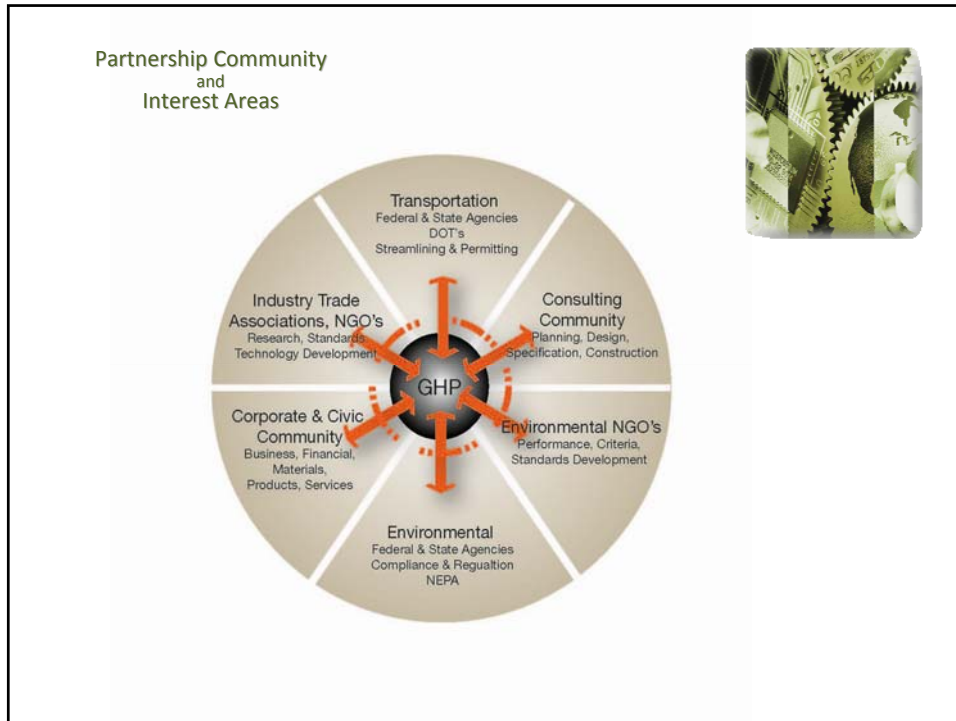 Partnership Community
and
Interest Areas
Transportation
Federal & State Agencies
DOT's
Streamlining & Permitting
Industry Trade
Associations, NGO's
Research, Standards
Technology Development
Consulting
Community
Planning, Design,
Specification, Construction
GHP
Corporate & Civic
Community
Business, Financial,
Materials,
Products, Services
Environmental NGO's
Performance, Criteria,
Standards Development
Environmental
Federal & State Agencies
Compliance & Regualtion
NEPA